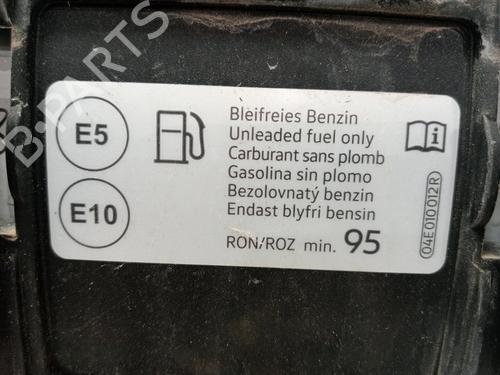 E5
E10
Bleifreies Benzin
Unleaded fuel only
Carburant sans plomb
Gasolina sin plomo
Bezolovnatý benzin
Endast blyfri bensin
RON/ROZ min. 95
04E 010 012 R
B-PARTS